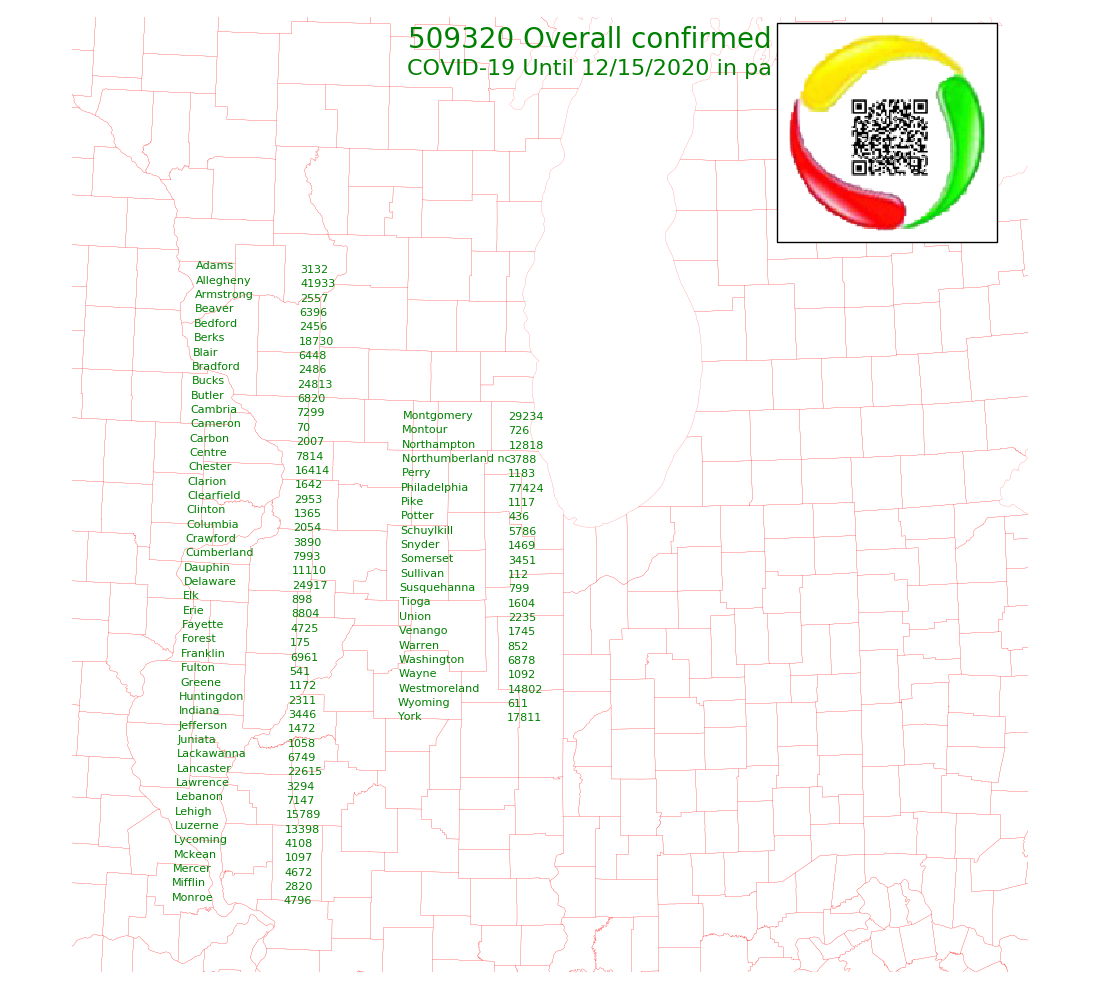 509320 Overall confirmed
COVID-19 Until 12/15/2020 in pa
Adams 3132
Allegheny 41933
Armstrong 2557
Beaver 6396
Bedford 2456
Berks 18730
Blair 6448
Bradford 2486
Bucks 24813
Butler 6820
Cambria 7299
Cameron 70
Carbon 2007
Centre 7814
Chester 16414
Clarion 1642
Clearfield 2953
Clinton 1365
Columbia 2054
Crawford 3890
Cumberland 7993
Dauphin 11110
Delaware 24917
Elk 898
Erie 8804
Fayette 4725
Forest 175
Franklin 6961
Fulton 541
Greene 1172
Huntingdon 2311
Indiana 3446
Jefferson 1472
Juniata 1058
Lackawanna 6749
Lancaster 22615
Lawrence 3294
Lebanon 7147
Lehigh 15789
Luzerne 13398
Lycoming 4108
Mckean 1097
Mercer 4672
Mifflin 2820
Monroe 4796
Montgomery 29234
Montour 726
Northampton 12818
Northumberland nc3788
Perry 1183
Philadelphia 77424
Pike 1117
Potter 436
Schuylkill 5786
Snyder 1469
Somerset 3451
Sullivan 112
Susquehanna 799
Tioga 1604
Union 2235
Venango 1745
Warren 852
Washington 6878
Wayne 1092
Westmoreland 14802
Wyoming 611
York 17811